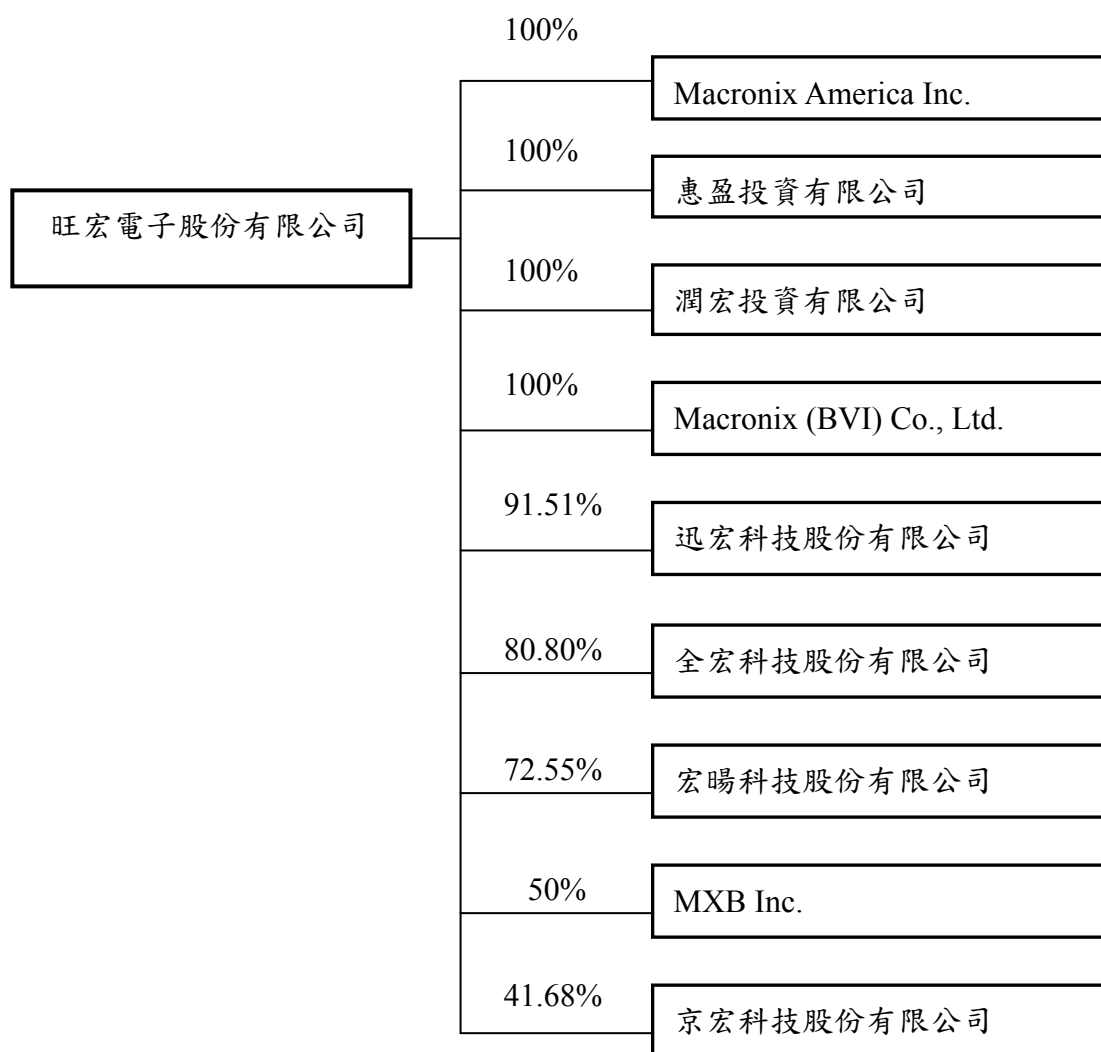 100%
Macronix America Inc.
100%
惠盈投資有限公司
旺宏電子股份有限公司
100%
潤宏投資有限公司
100%
Macronix (BVI) Co., Ltd.
91.51%
迅宏科技股份有限公司
80.80%
全宏科技股份有限公司
72.55%
宏暘科技股份有限公司
50%
MXB Inc.
41.68%
京宏科技股份有限公司